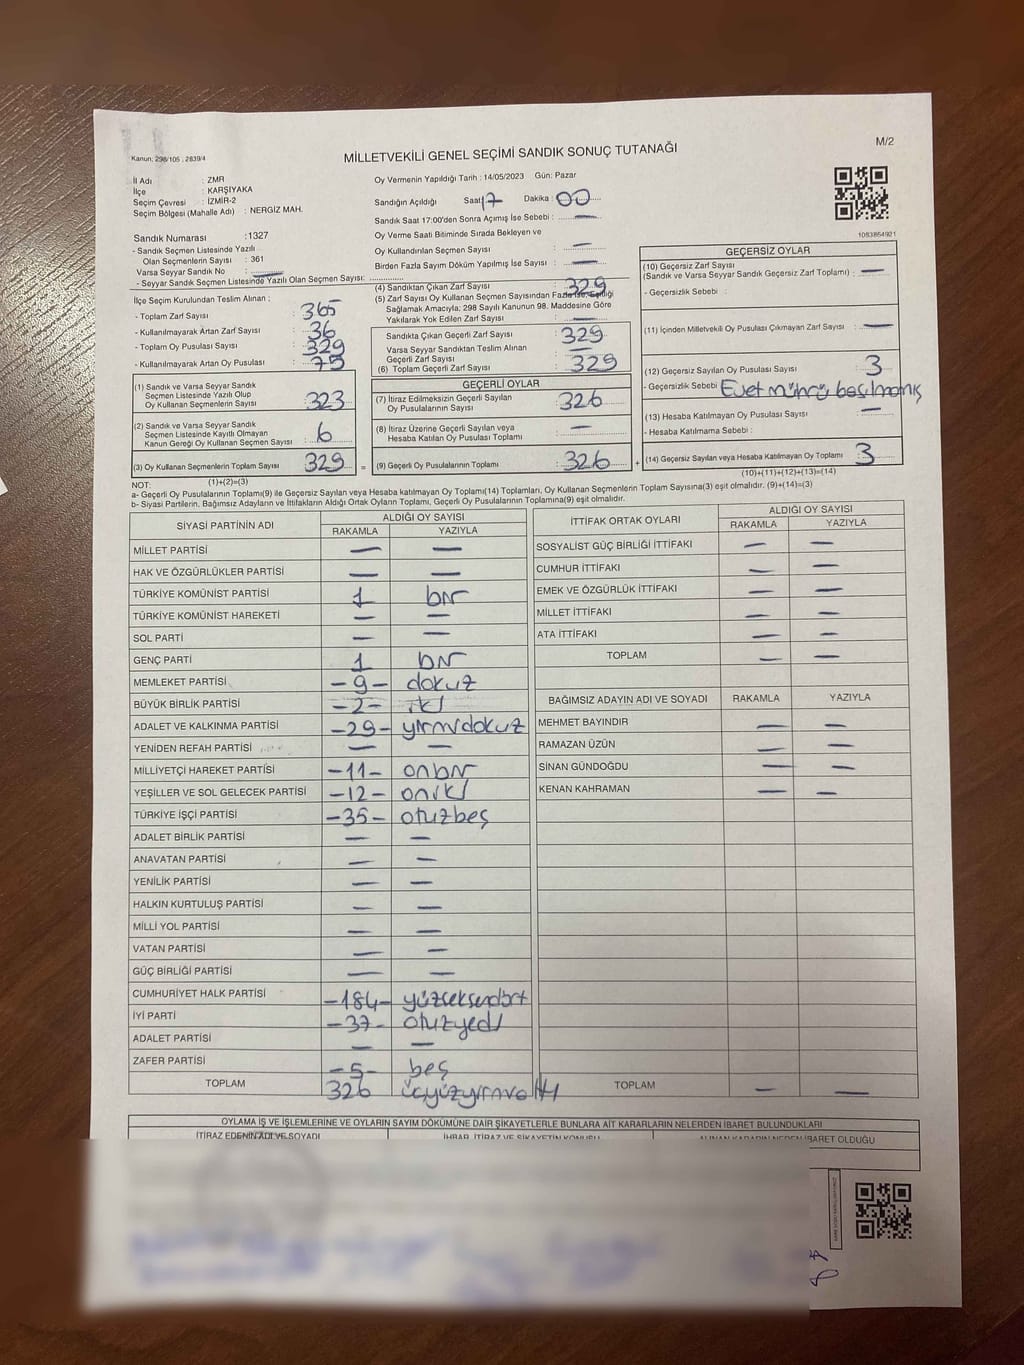 M/2
Kanun: 298/105 , 2839/4
MİLLETVEKİLİ GENEL SEÇİMİ SANDIK SONUÇ TUTANAĞI
İl Adı : ZMR
İlçe : KARŞIYAKA
Seçim Çevresi : İZMİR-2
Seçim Bölgesi (Mahalle Adı) : NERGİZ MAH.
Sandık Numarası : 1327
- Sandık Seçmen Listesinde Yazılı
Olan Seçmenlerin Sayısı : 361
Varsa Seyyar Sandık No : —
- Seyyar Sandık Seçmen Listesinde Yazılı Olan Seçmen Sayısı:
İlçe Seçim Kurulundan Teslim Alınan :
- Toplam Zarf Sayısı : 365
- Kullanılmayarak Artan Zarf Sayısı : 36
- Toplam Oy Pusulası Sayısı : 329
- Kullanılmayarak Artan Oy Pusulası : 75
(1) Sandık ve Varsa Seyyar Sandık
Seçmen Listesinde Yazılı Olup
Oy Kullanan Seçmenlerin Sayısı : 323
(2) Sandık ve Varsa Seyyar Sandık
Seçmen Listesinde Kayıtlı Olmayan
Kanun Gereği Oy Kullanan Seçmen Sayısı : 6
(3) Oy Kullanan Seçmenlerin Toplam Sayısı : 329 =
(1)+(2)=(3)
Oy Vermenin Yapıldığı Tarih : 14/05/2023 Gün: Pazar
Sandığın Açıldığı Saat: 17 Dakika : 00
Sandık Saat 17:00'den Sonra Açımış İse Sebebi : —
Oy Verme Saati Bitiminde Sırada Bekleyen ve
Oy Kullandırılan Seçmen Sayısı : —
Birden Fazla Sayım Döküm Yapılmış İse Sayısı : —
(4) Sandıktan Çıkan Zarf Sayısı : 329
(5) Zarf Sayısı Oy Kullanan Seçmen Sayısından Fazla İse, Eşitliği
Sağlamak Amacıyla; 298 Sayılı Kanunun 98. Maddesine Göre
Yakılarak Yok Edilen Zarf Sayısı : —
Sandıkta Çıkan Geçerli Zarf Sayısı : 329
Varsa Seyyar Sandıktan Teslim Alınan
Geçerli Zarf Sayısı : —
(6) Toplam Geçerli Zarf Sayısı : 329
GEÇERLİ OYLAR
(7) İtiraz Edilmeksizin Geçerli Sayılan
Oy Pusulalarının Sayısı : 326
(8) İtiraz Üzerine Geçerli Sayılan veya
Hesaba Katılan Oy Pusulası Toplamı : —
(9) Geçerli Oy Pusulalarının Toplamı : 326 +
1083864921
GEÇERSİZ OYLAR
(10) Geçersiz Zarf Sayısı
(Sandık ve Varsa Seyyar Sandık Geçersiz Zarf Toplamı) : —
- Geçersizlik Sebebi :
(11) İçinden Milletvekili Oy Pusulası Çıkmayan Zarf Sayısı : —
(12) Geçersiz Sayılan Oy Pusulası Sayısı : 3
- Geçersizlik Sebebi Evet mührü basılmamış
(13) Hesaba Katılmayan Oy Pusulası Sayısı : —
- Hesaba Katılmama Sebebi :
(14) Geçersiz Sayılan veya Hesaba Katılmayan Oy Toplamı : 3
(10)+(11)+(12)+(13)=(14)
NOT:
a- Geçerli Oy Pusulalarının Toplamı(9) ile Geçersiz Sayılan veya Hesaba katılmayan Oy Toplamı(14) Toplamları, Oy Kullanan Seçmenlerin Toplam Sayısına(3) eşit olmalıdır. (9)+(14)=(3)
b- Siyasi Partilerin, Bağımsız Adayların ve İttifakların Aldığı Ortak Oyların Toplamı, Geçerli Oy Pusulalarının Toplamına(9) eşit olmalıdır.
SİYASİ PARTİNİN ADI ALDIĞI OY SAYISI
RAKAMLA YAZIYLA
MİLLET PARTİSİ — —
HAK VE ÖZGÜRLÜKLER PARTİSİ — —
TÜRKİYE KOMÜNİST PARTİSİ 1 bir
TÜRKİYE KOMÜNİST HAREKETİ — —
SOL PARTİ — —
GENÇ PARTİ 1 bir
MEMLEKET PARTİSİ -9- dokuz
BÜYÜK BİRLİK PARTİSİ -2- iki
ADALET VE KALKINMA PARTİSİ -29- yirmidokuz
YENİDEN REFAH PARTİSİ — —
MİLLİYETÇİ HAREKET PARTİSİ -11- onbir
YEŞİLLER VE SOL GELECEK PARTİSİ -12- oniki
TÜRKİYE İŞÇİ PARTİSİ -35- otuzbeş
ADALET BİRLİK PARTİSİ — —
ANAVATAN PARTİSİ — —
YENİLİK PARTİSİ — —
HALKIN KURTULUŞ PARTİSİ — —
MİLLİ YOL PARTİSİ — —
VATAN PARTİSİ — —
GÜÇ BİRLİĞİ PARTİSİ — —
CUMHURİYET HALK PARTİSİ -184- yüzseksendört
İYİ PARTİ -37- otuzyedi
ADALET PARTİSİ — —
ZAFER PARTİSİ -5- beş
TOPLAM 326 üçyüzyirmialtı
İTTİFAK ORTAK OYLARI ALDIĞI OY SAYISI
RAKAMLA YAZIYLA
SOSYALİST GÜÇ BİRLİĞİ İTTİFAKI — —
CUMHUR İTTİFAKI — —
EMEK VE ÖZGÜRLÜK İTTİFAKI — —
MİLLET İTTİFAKI — —
ATA İTTİFAKI — —
TOPLAM — —
BAĞIMSIZ ADAYIN ADI VE SOYADI RAKAMLA YAZIYLA
MEHMET BAYINDIR — —
RAMAZAN ÜZÜN — —
SİNAN GÜNDOĞDU — —
KENAN KAHRAMAN — —
TOPLAM — —
OYLAMA İŞ VE İŞLEMLERİNE VE OYLARIN SAYIM DÖKÜMÜNE DAİR ŞİKAYETLERLE BUNLARA AİT KARARLARIN NELERDEN İBARET BULUNDUKLARI
İTİRAZ EDENİN ADI VE SOYADI İHBAR, İTİRAZ VE ŞİKAYETİN KONUSU ALINAN KARARIN NEDEN İBARET OLDUĞU